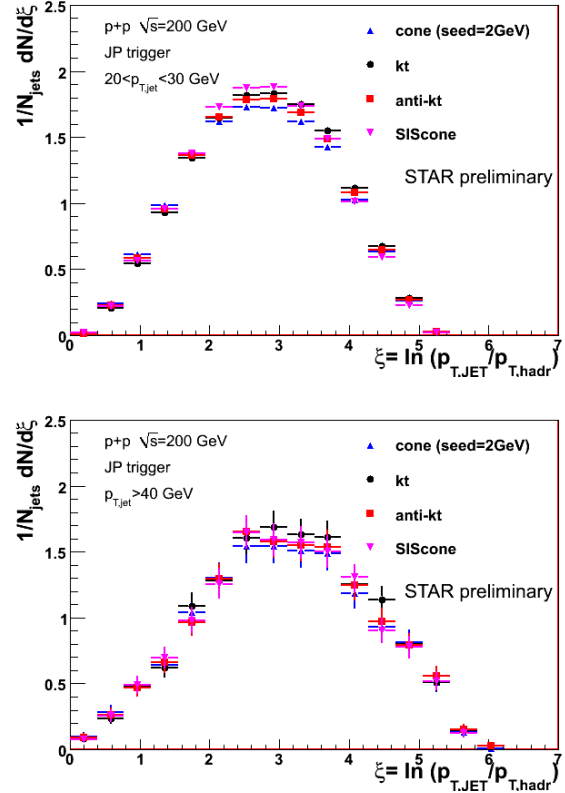 2.5
2
1.5
1
0.5
0
1/N_jets dN/dξ
p+p √s=200 GeV
JP trigger
20<p_T,jet<30 GeV
cone (seed=2GeV)
kt
anti-kt
SIScone
STAR preliminary
0 1 2 3 4 5 6 7
ξ= ln (p_T,JET/p_T,hadr)
2.5
2
1.5
1
0.5
0
1/N_jets dN/dξ
p+p √s=200 GeV
JP trigger
p_T,jet>40 GeV
cone (seed=2GeV)
kt
anti-kt
SIScone
STAR preliminary
0 1 2 3 4 5 6 7
ξ= ln (p_T,JET/p_T,hadr)